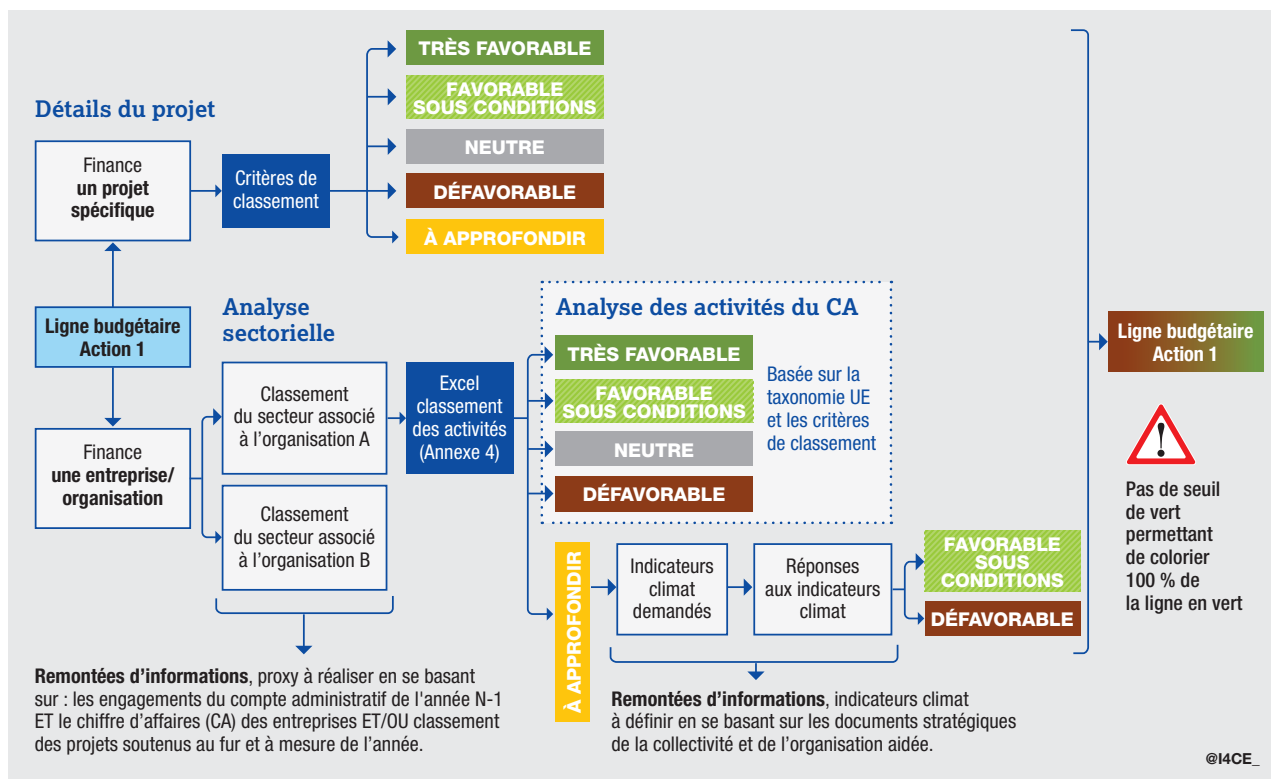 TRÈS FAVORABLE
FAVORABLE
SOUS CONDITIONS
NEUTRE
DÉFAVORABLE
À APPROFONDIR
Détails du projet
Finance
un projet
spécifique
Critères de
classement
Ligne budgétaire
Action 1
Finance
une entreprise/
organisation
Analyse
sectorielle
Classement
du secteur associé
à l'organisation A
Classement
du secteur associé
à l'organisation B
Excel
classement
des activités
(Annexe 4)
Analyse des activités du CA
TRÈS FAVORABLE
FAVORABLE
SOUS CONDITIONS
NEUTRE
DÉFAVORABLE
Basée sur la
taxonomie UE
et les critères
de classement
À APPROFONDIR
Indicateurs
climat
demandés
Réponses
aux indicateurs
climat
FAVORABLE
SOUS
CONDITIONS
DÉFAVORABLE
Ligne budgétaire
Action 1
!
Pas de seuil
de vert
permettant
de colorier
100 % de
la ligne en vert
Remontées d'informations, proxy à réaliser en se basant
sur : les engagements du compte administratif de l'année N-1
ET le chiffre d'affaires (CA) des entreprises ET/OU classement
des projets soutenus au fur et à mesure de l'année.
Remontées d'informations, indicateurs climat
à définir en se basant sur les documents stratégiques
de la collectivité et de l'organisation aidée.
@I4CE_